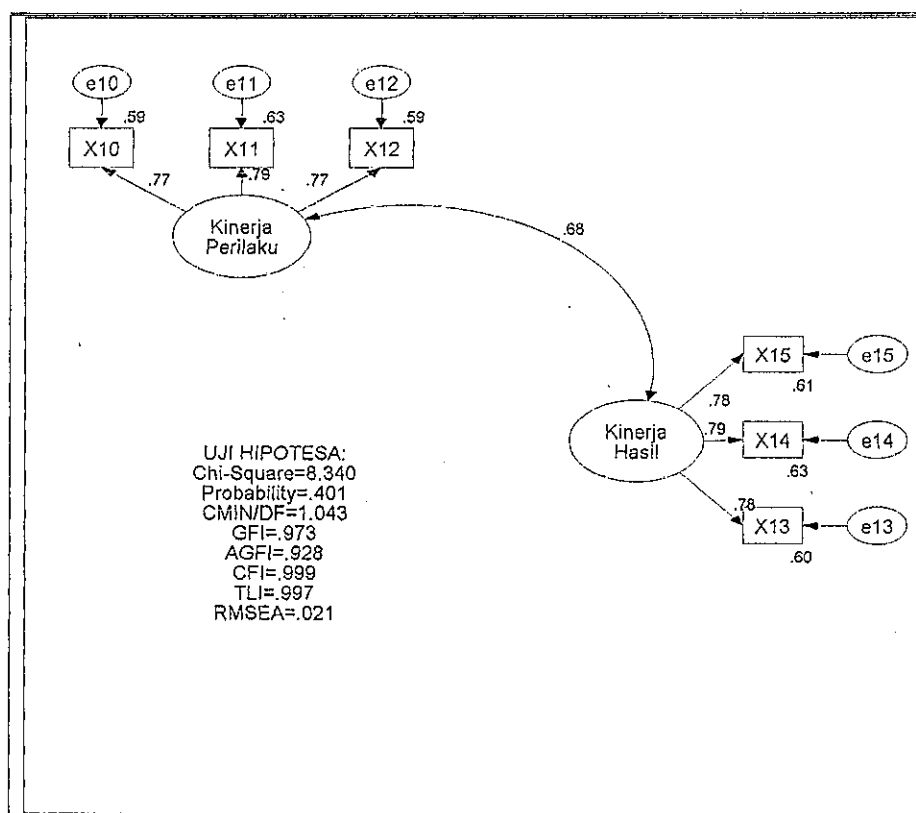 e10
e11
e12
.59
.63
.59
X10
X11
X12
.77
.79
.77
Kinerja
Perilaku
.68
X15
e15
.61
.78
Kinerja
Hasil
.79
X14
e14
.63
.78
X13
e13
.60
UJI HIPOTESA:
Chi-Square=8.340
Probability=.401
CMIN/DF=1.043
GFI=.973
AGFI=.928
CFI=.999
TLI=.997
RMSEA=.021